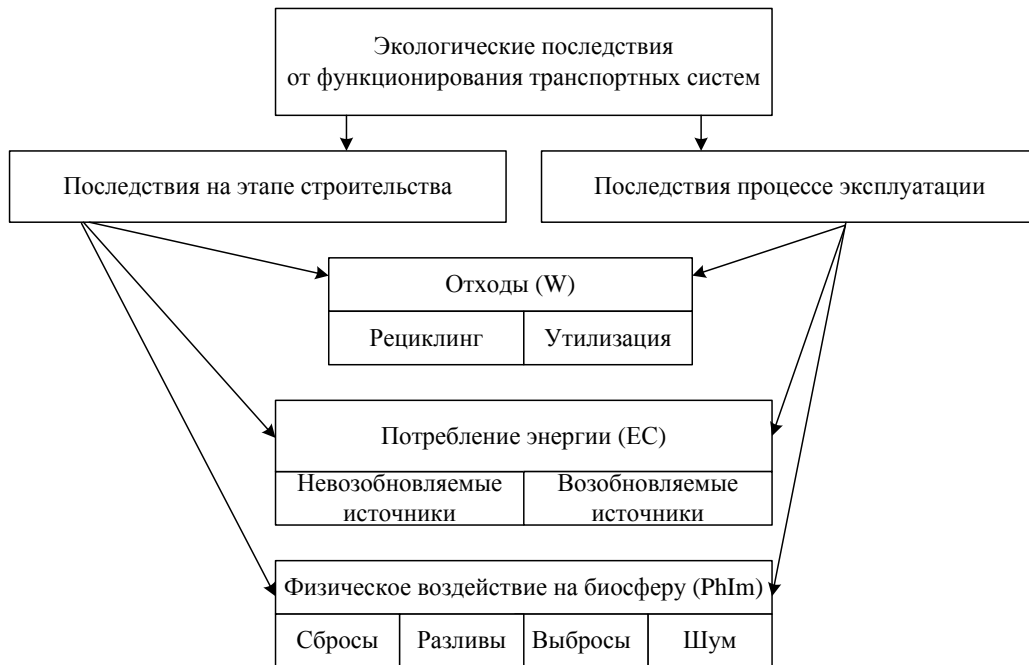 Экологические последствия
от функционирования транспортных систем
Последствия на этапе строительства
Последствия процессе эксплуатации
Отходы (W)
Рециклинг
Утилизация
Потребление энергии (EC)
Невозобновляемые
источники
Возобновляемые
источники
Физическое воздействие на биосферу (PhIm)
Сбросы
Разливы
Выбросы
Шум